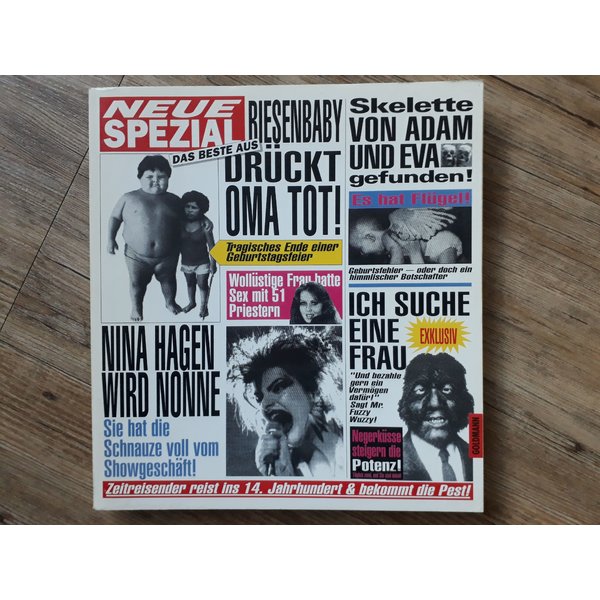 NEUE
SPEZIAL
DAS BESTE AUS
RIESENBABY
DRÜCKT
OMA TOT!
Tragisches Ende einer
Geburtstagsfeier
Skelette
VON ADAM
UND EVA
gefunden!
Es hat Flügel!
Geburtsfehler — oder doch ein
himmlischer Botschafter
Wollüstige Frau hatte
Sex mit 51
Priestern
NINA HAGEN
WIRD NONNE
Sie hat die
Schnauze voll vom
Showgeschäft!
ICH SUCHE
EINE
FRAU
EXKLUSIV
"Und bezahle
gern ein
Vermögen
dafür!"
Sagt Mr.
Fuzzy
Wuzzy!
Negerküsse
steigern die
Potenz!
GOLDMANN
Zeitreisender reist ins 14. Jahrhundert & bekommt die Pest!